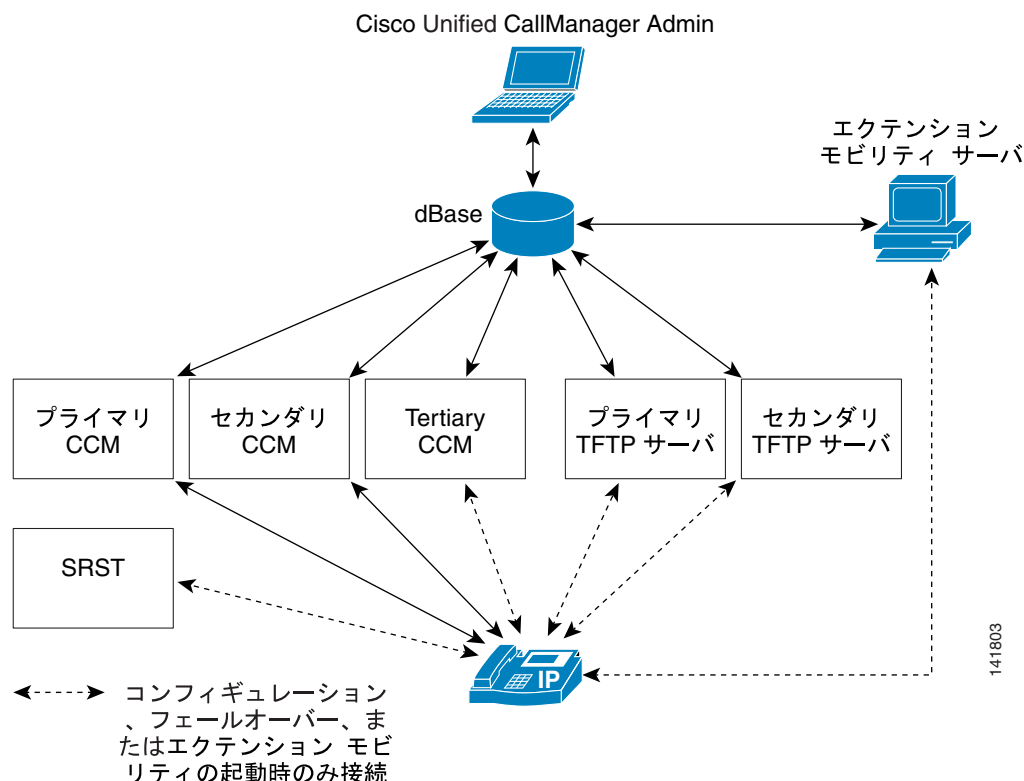 Cisco Unified CallManager Admin
エクテンション
モビリティ サーバ
dBase
プライマリ
CCM
セカンダリ
CCM
Tertiary
CCM
プライマリ
TFTP サーバ
セカンダリ
TFTP サーバ
SRST
IP
141803
コンフィギュレーション
、フェールオーバー、ま
たはエクテンション モビ
リティの起動時のみ接続